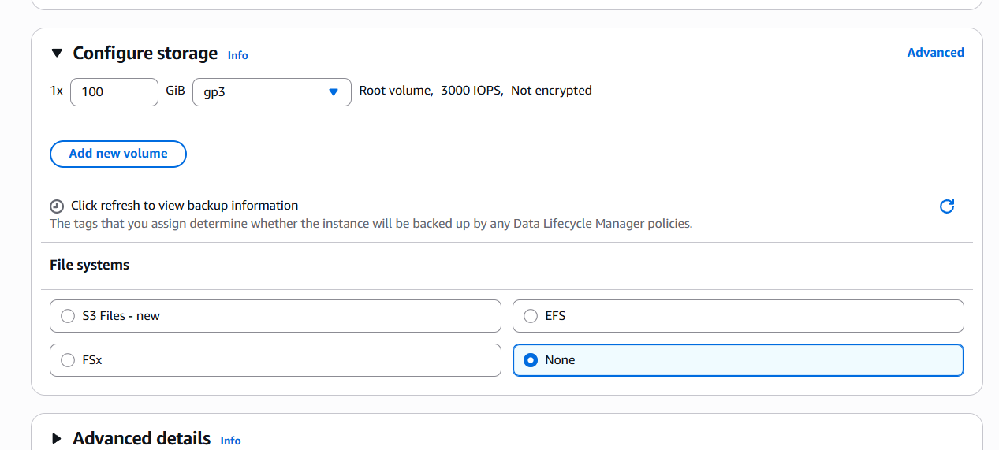 Configure storage Info Advanced
1x 100 GiB gp3 Root volume, 3000 IOPS, Not encrypted
Add new volume
Click refresh to view backup information
The tags that you assign determine whether the instance will be backed up by any Data Lifecycle Manager policies.
File systems
S3 Files - new EFS
FSx None
Advanced details Info